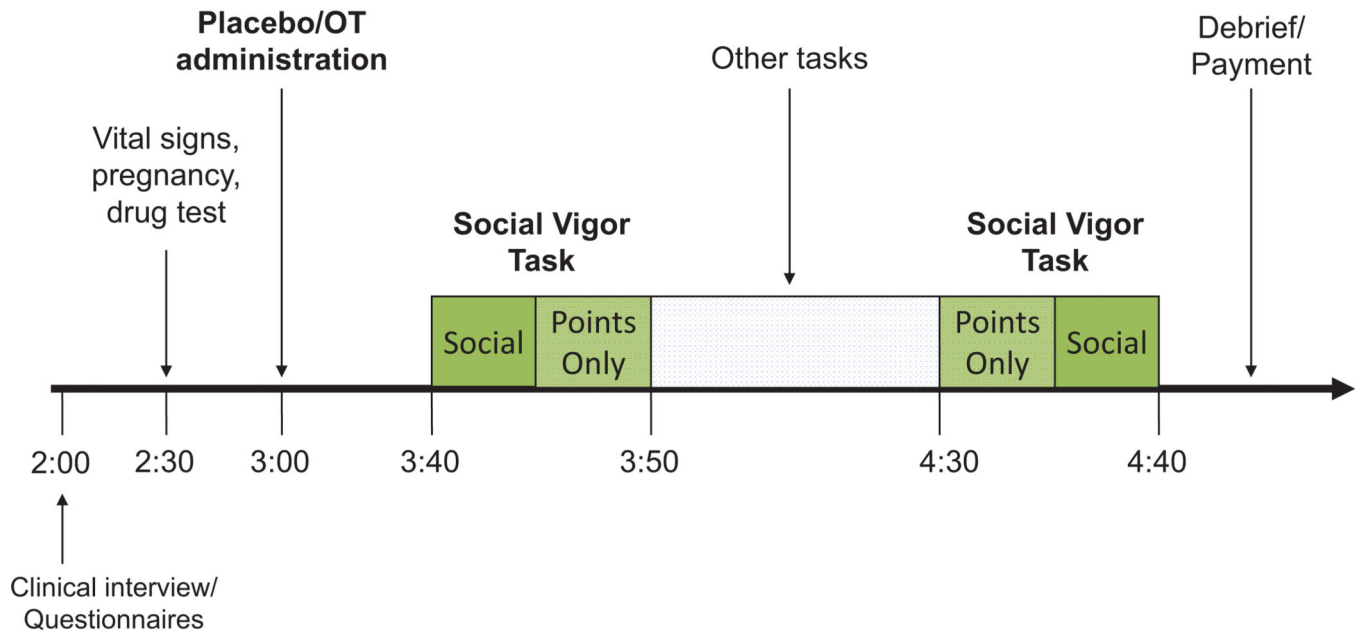 Placebo/OT
administration
Other tasks
Debrief/
Payment
Vital signs,
pregnancy,
drug test
Social Vigor
Task
Social Vigor
Task
Social
Points
Only
Points
Only
Social
2:00
2:30
3:00
3:40
3:50
4:30
4:40
Clinical interview/
Questionnaires